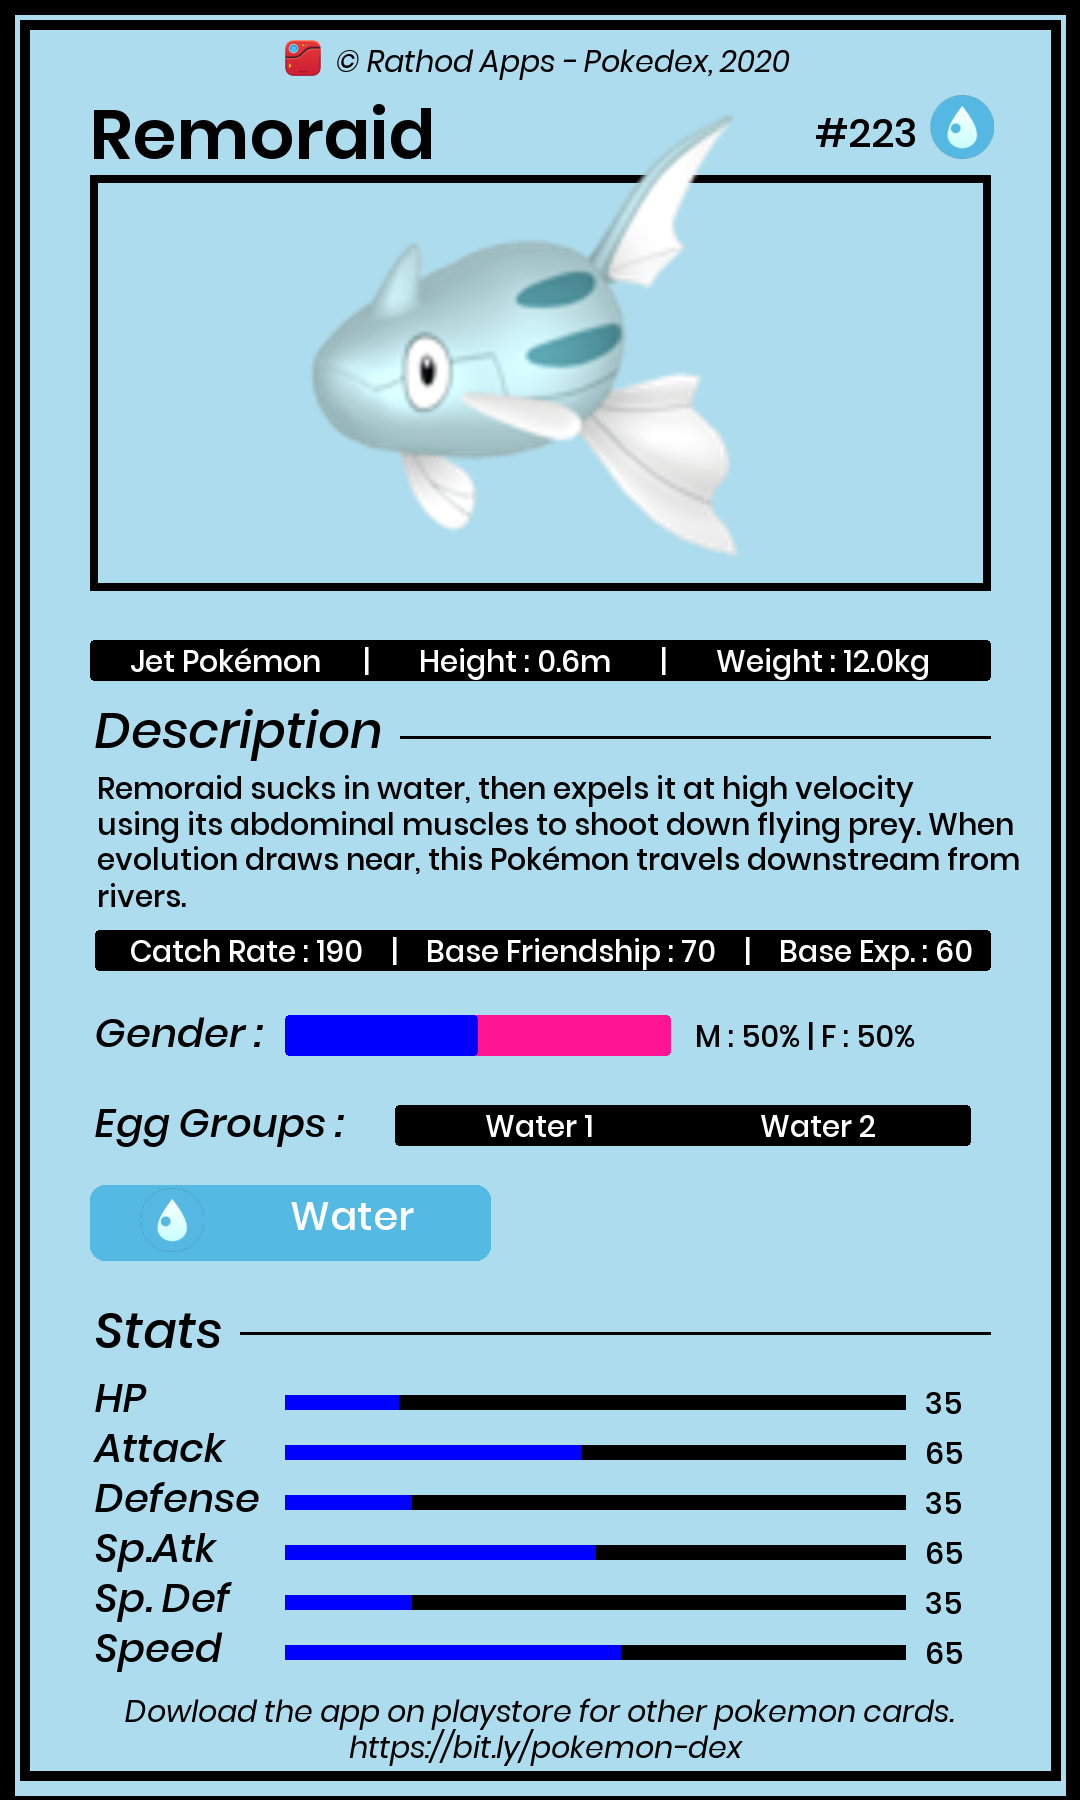 © Rathod Apps - Pokedex, 2020
Remoraid
#223
Jet Pokémon | Height : 0.6m | Weight : 12.0kg
Description
Remoraid sucks in water, then expels it at high velocity
using its abdominal muscles to shoot down flying prey. When
evolution draws near, this Pokémon travels downstream from
rivers.
Catch Rate : 190 | Base Friendship : 70 | Base Exp. : 60
Gender : M : 50% | F : 50%
Egg Groups : Water 1 Water 2
Water
Stats
HP 35
Attack 65
Defense 35
Sp.Atk 65
Sp. Def 35
Speed 65
Dowload the app on playstore for other pokemon cards.
https://bit.ly/pokemon-dex